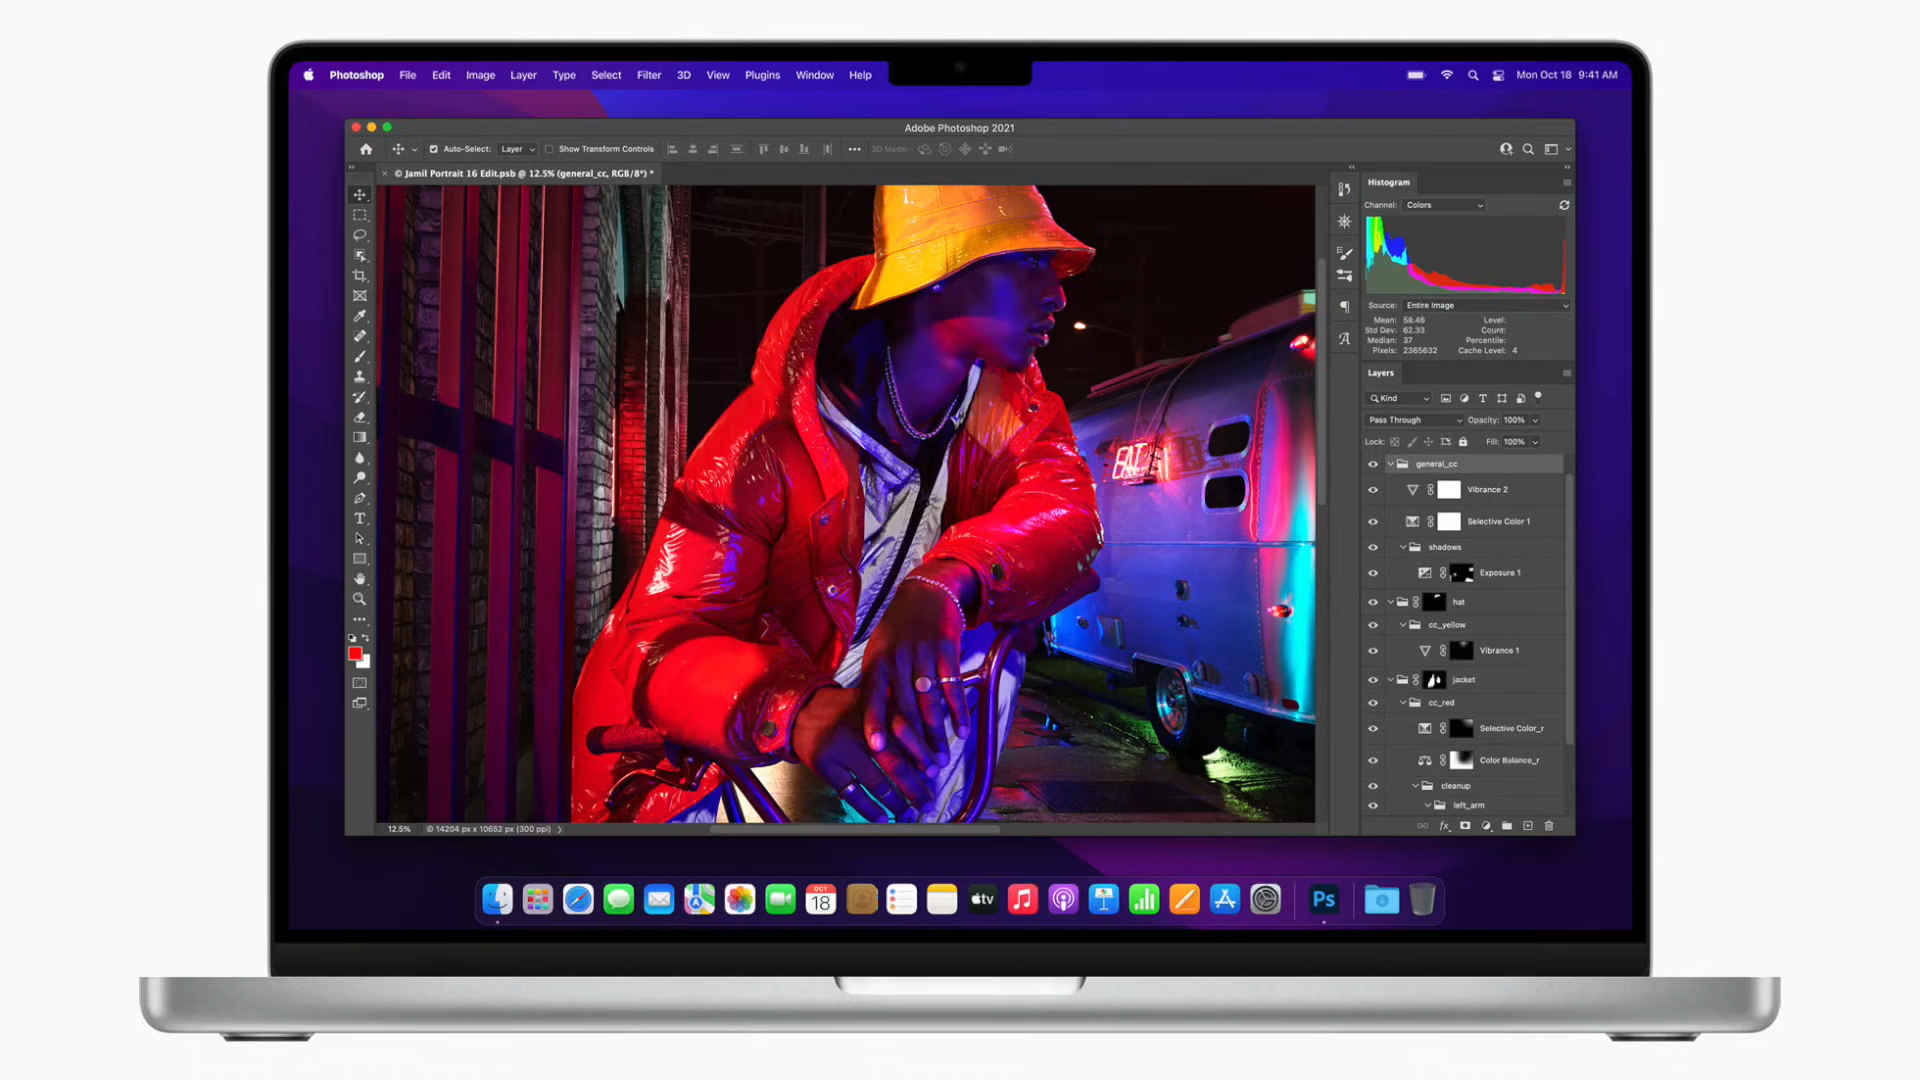 Photoshop File Edit Image Layer Type Select Filter 3D View Plugins Window Help Mon Oct 18 9:41 AM
Adobe Photoshop 2021
Auto-Select: Layer Show Transform Controls 3D Mode:
© Jamil Portrait 16 Edit.psb @ 12.5% (general_cc, RGB/8*) *
Histogram
Channel: Colors
Source: Entire Image
Mean: 58.46 Level:
Std Dev: 62.33 Count:
Median: 37 Percentile:
Pixels: 2365632 Cache Level: 4
Layers
Kind
Pass Through Opacity: 100%
Lock: Fill: 100%
general_cc
Vibrance 2
Selective Color 1
shadows
Exposure 1
hat
cc_yellow
Vibrance 1
jacket
cc_red
Selective Color_r
Color Balance_r
cleanup
left_arm
EAT
12.5% © 14204 px x 10652 px (300 ppi)
OCT
18
tv
Ps